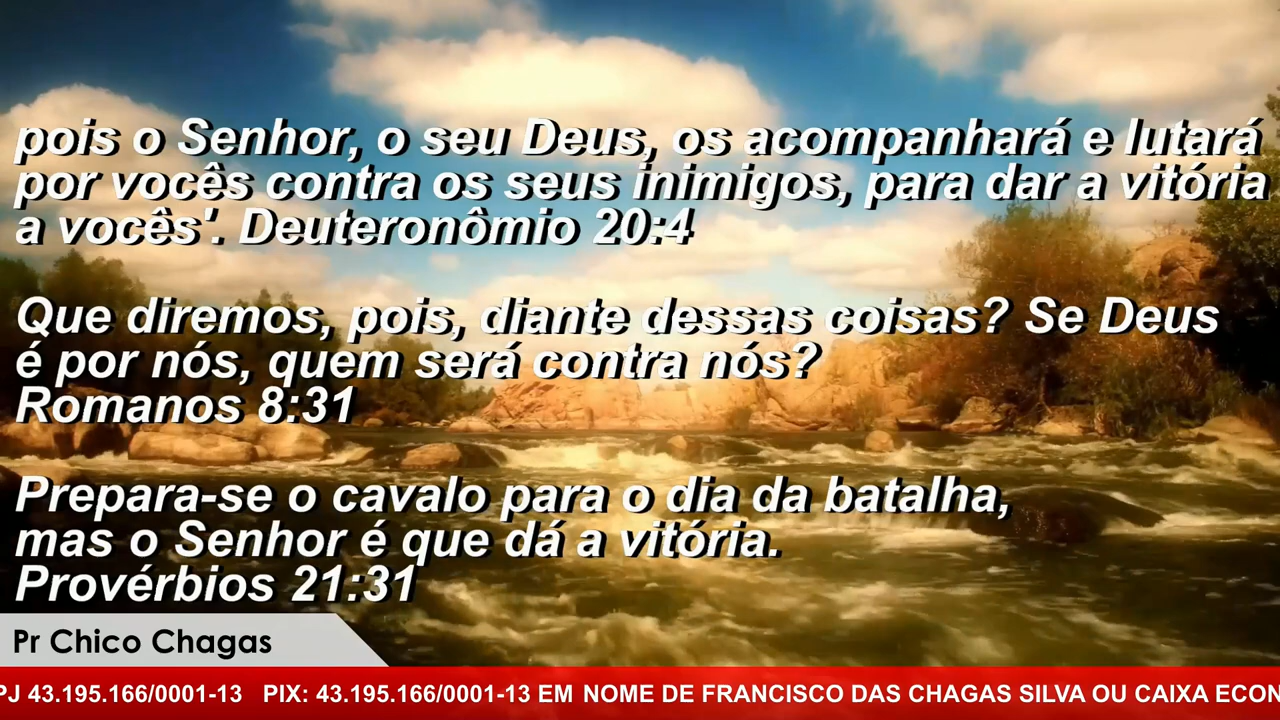 pois o Senhor, o seu Deus, os acompanhará e lutará
por vocês contra os seus inimigos, para dar a vitória
a vocês'. Deuteronômio 20:4
Que diremos, pois, diante dessas coisas? Se Deus
é por nós, quem será contra nós?
Romanos 8:31
Prepara-se o cavalo para o dia da batalha,
mas o Senhor é que dá a vitória.
Provérbios 21:31
Pr Chico Chagas
PJ 43.195.166/0001-13 PIX: 43.195.166/0001-13 EM NOME DE FRANCISCO DAS CHAGAS SILVA OU CAIXA ECON